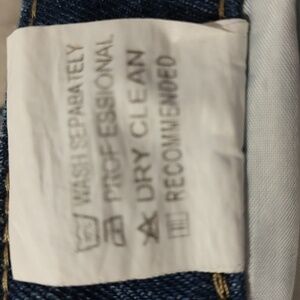 WASH SEPARATELY
PROFESSIONAL
DRY CLEAN
RECOMMENDED